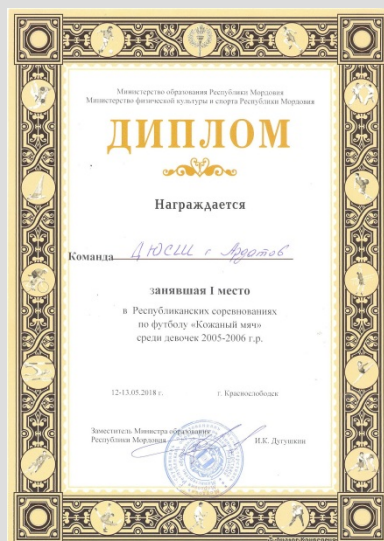 Министерство образования Республики Мордовия
Министерство физической культуры и спорта Республики Мордовия
ДИПЛОМ
Награждается
Команда ДЮСШ г Ардатов
занявшая I место
в Республиканских соревнованиях
по футболу «Кожаный мяч»
среди девочек 2005-2006 г.р.
12-13.05.2018 г. г. Краснослободск
Заместитель Министра образования
Республики Мордовия И.К. Дугушкин